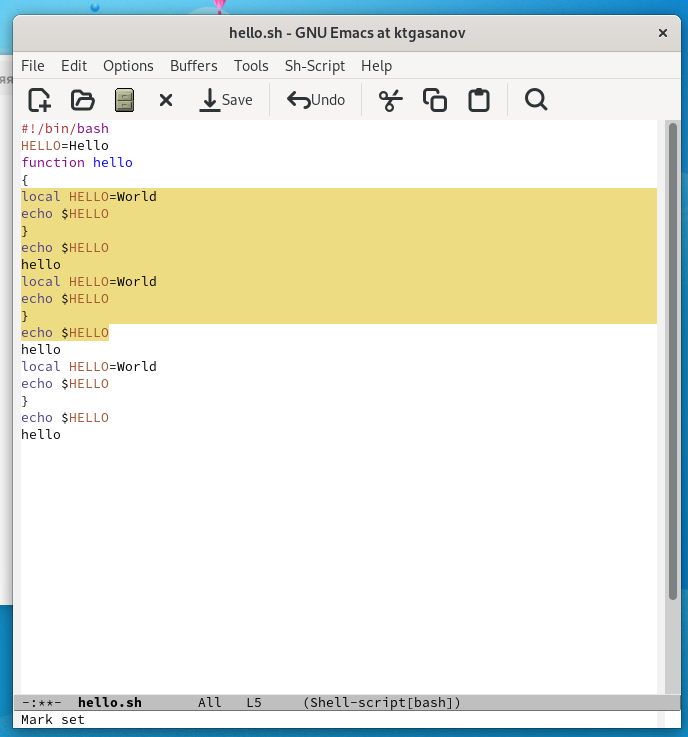 hello.sh - GNU Emacs at ktgasanov
File Edit Options Buffers Tools Sh-Script Help
Save Undo
яя
#!/bin/bash
HELLO=Hello
function hello
{
local HELLO=World
echo $HELLO
}
echo $HELLO
hello
local HELLO=World
echo $HELLO
}
echo $HELLO
hello
local HELLO=World
echo $HELLO
}
echo $HELLO
hello
-:**- hello.sh All L5 (Shell-script[bash])
Mark set